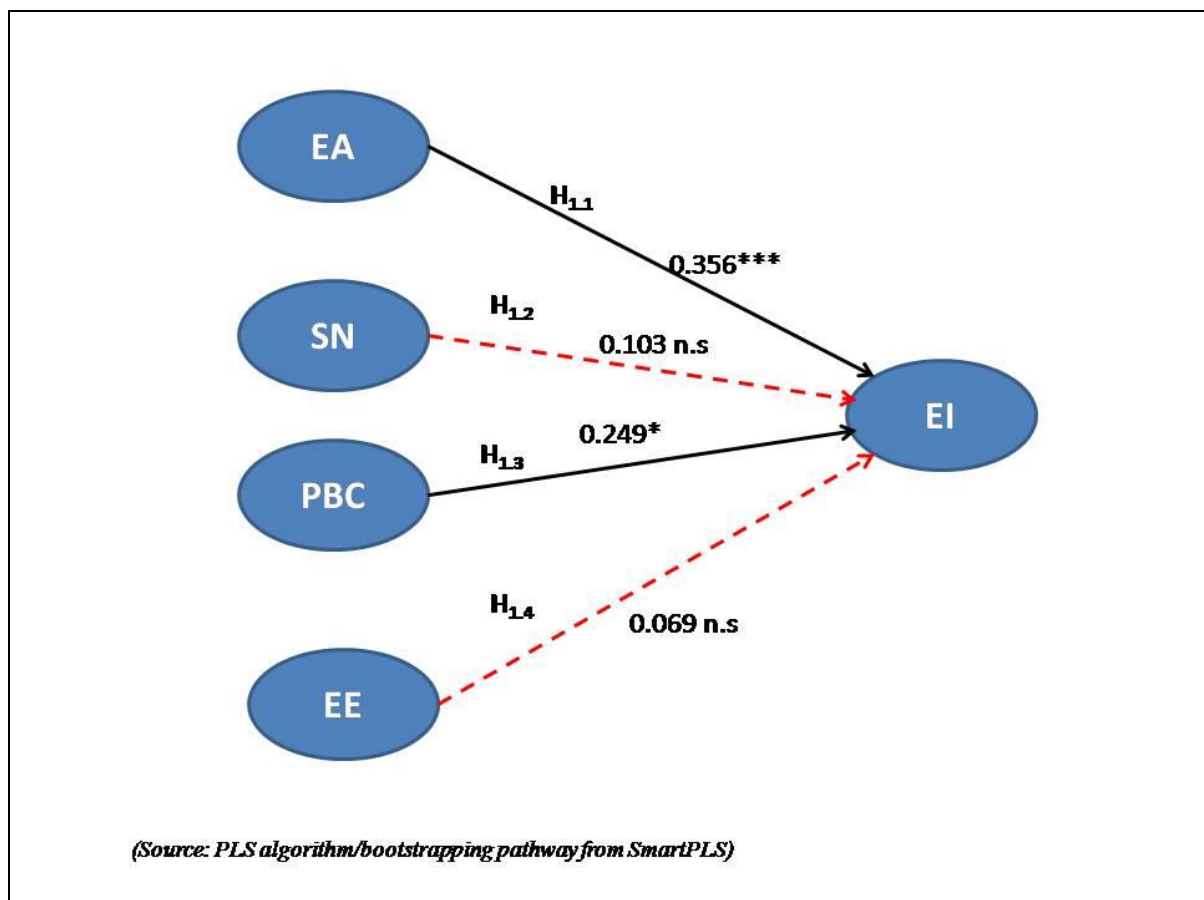 EA
H1.1
0.356***
SN
H1.2
0.103 n.s
EI
PBC
H1.3
0.249*
H1.4
0.069 n.s
EE
(Source: PLS algorithm/bootstrapping pathway from SmartPLS)